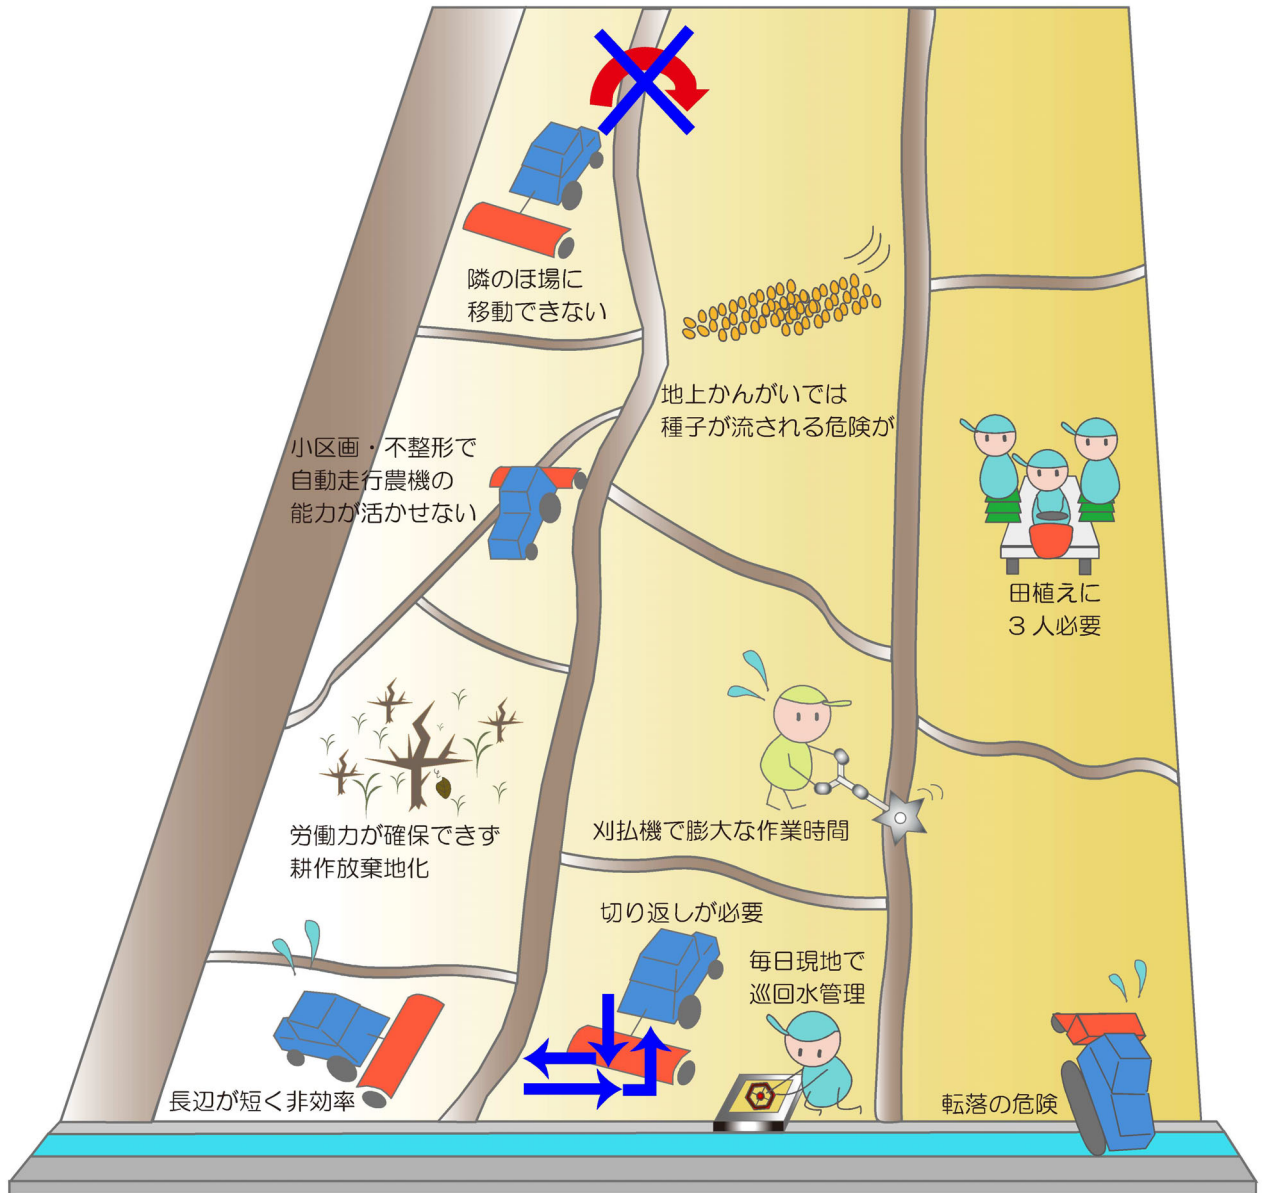 隣のほ場に
移動できない
地上かんがいでは
種子が流される危険が
小区画・不整形で
自動走行農機の
能力が活かせない
田植えに
3人必要
労働力が確保できず
耕作放棄地化
刈払機で膨大な作業時間
切り返しが必要
毎日現地で
巡回水管理
長辺が短く非効率
転落の危険